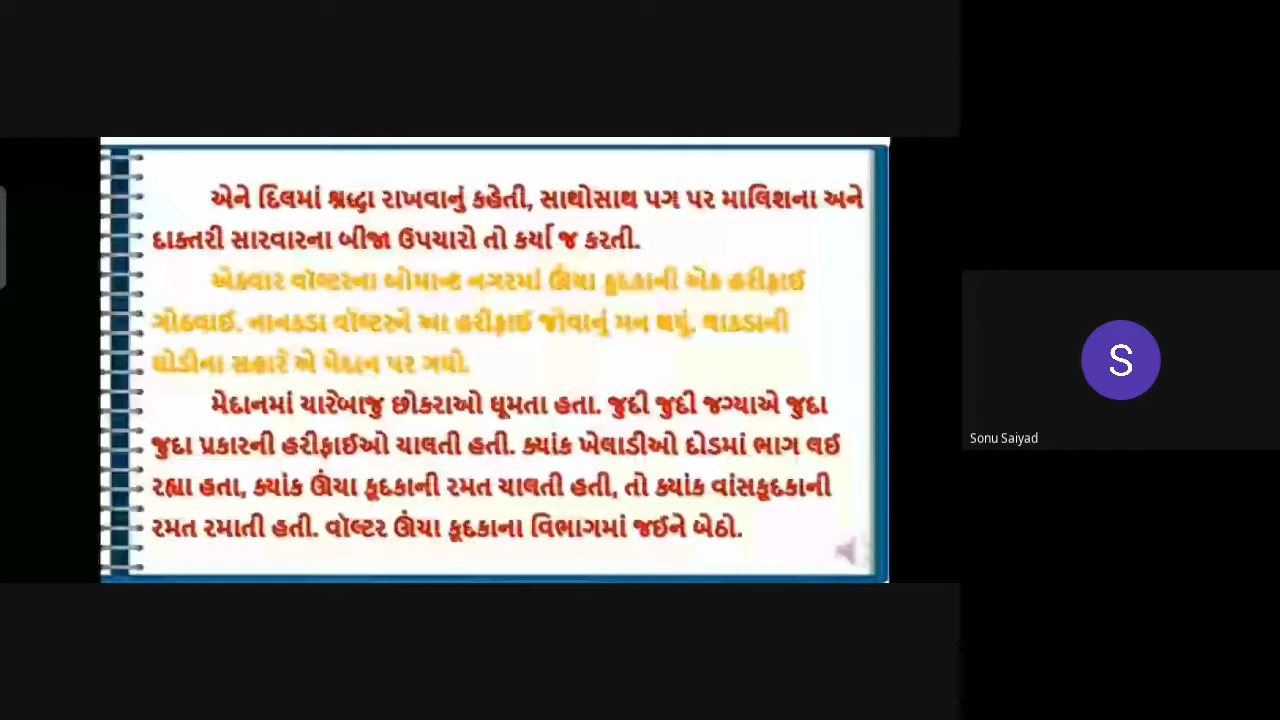 એને દિલમાં શ્રદ્ધા રાખવાનું કહેતી, સાથોસાથ પગ પર માલિશના અને
દાક્તરી સારવારના બીજા ઉપચારો તો કર્યા જ કરતી.
એકવાર વૉલ્ટરના બોમાન્ટ નગરમાં ઊંચા કૂદકાની એક હરીફાઈ
ગોઠવાઈ. નાનકડા વૉલ્ટરને આ હરીફાઈ જોવાનું મન થયું. લાકડાની
ઘોડીના સહારે એ મેદાન પર ગયો.
મેદાનમાં ચારેબાજુ છોકરાઓ ઘૂમતા હતા. જુદી જુદી જગ્યાએ જુદા
જુદા પ્રકારની હરીફાઈઓ ચાલતી હતી. ક્યાંક ખેલાડીઓ દોડમાં ભાગ લઈ
રહ્યા હતા, ક્યાંક ઊંચા કૂદકાની રમત ચાલતી હતી, તો ક્યાંક વાંસકૂદકાની
રમત રમાતી હતી. વૉલ્ટર ઊંચા કૂદકાના વિભાગમાં જઈને બેઠો.
S
Sonu Saiyad